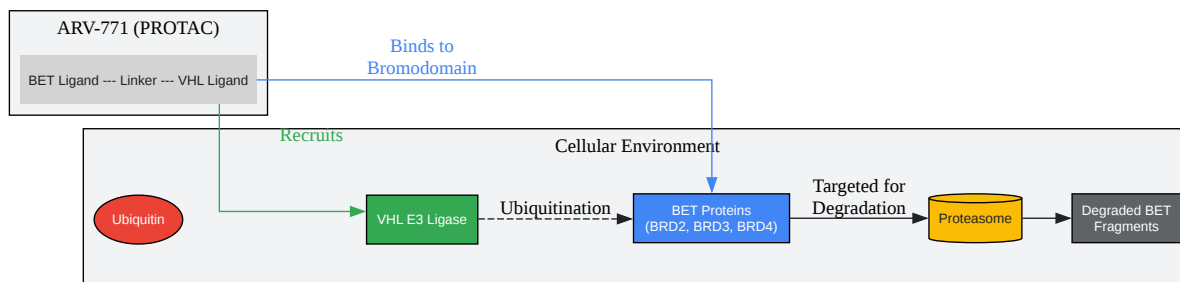 ARV-771 (PROTAC)
BET Ligand --- Linker --- VHL Ligand
Binds to
Bromodomain
Recruits
Cellular Environment
Ubiquitin
VHL E3 Ligase
Ubiquitination
BET Proteins
(BRD2, BRD3, BRD4)
Targeted for
Degradation
Proteasome
Degraded BET
Fragments